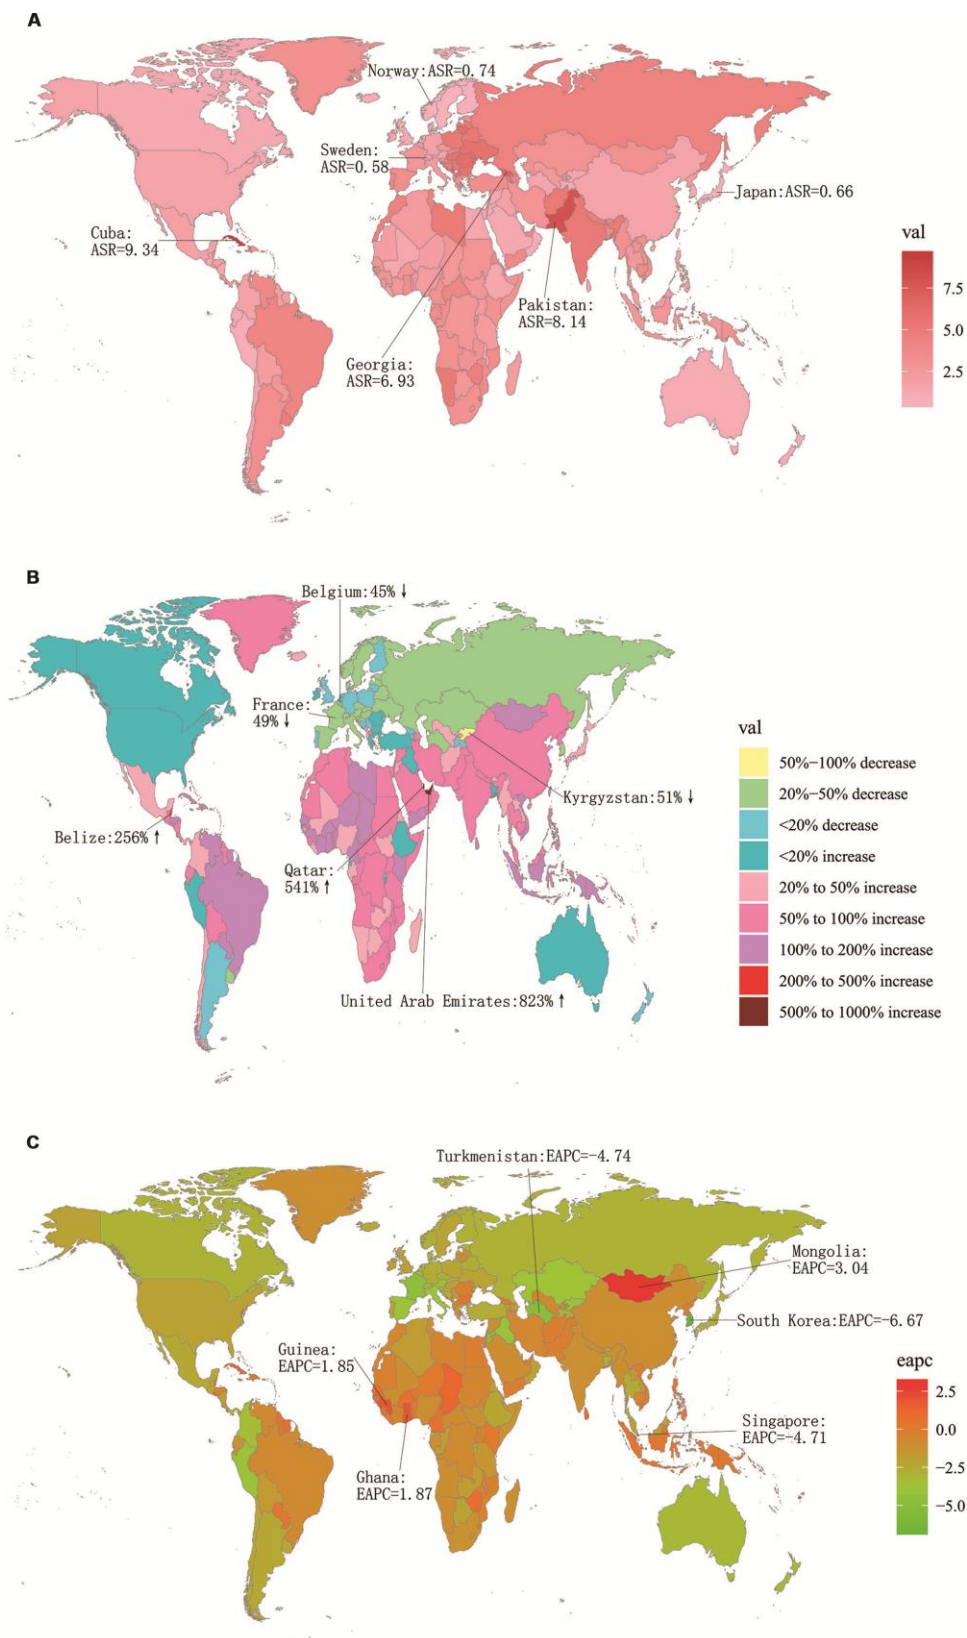 A
Norway:ASR=0.74
Sweden:
ASR=0.58
Japan:ASR=0.66
Cuba:
ASR=9.34
Pakistan:
ASR=8.14
Georgia:
ASR=6.93
val
7.5
5.0
2.5
B
Belgium:45% ↓
France:
49% ↓
Kyrgyzstan:51% ↓
Belize:256% ↑
Qatar:
541% ↑
United Arab Emirates:823% ↑
val
50%−100% decrease
20%−50% decrease
<20% decrease
<20% increase
20% to 50% increase
50% to 100% increase
100% to 200% increase
200% to 500% increase
500% to 1000% increase
C
Turkmenistan:EAPC=−4.74
Mongolia:
EAPC=3.04
South Korea:EAPC=−6.67
Guinea:
EAPC=1.85
Singapore:
EAPC=−4.71
Ghana:
EAPC=1.87
eapc
2.5
0.0
−2.5
−5.0